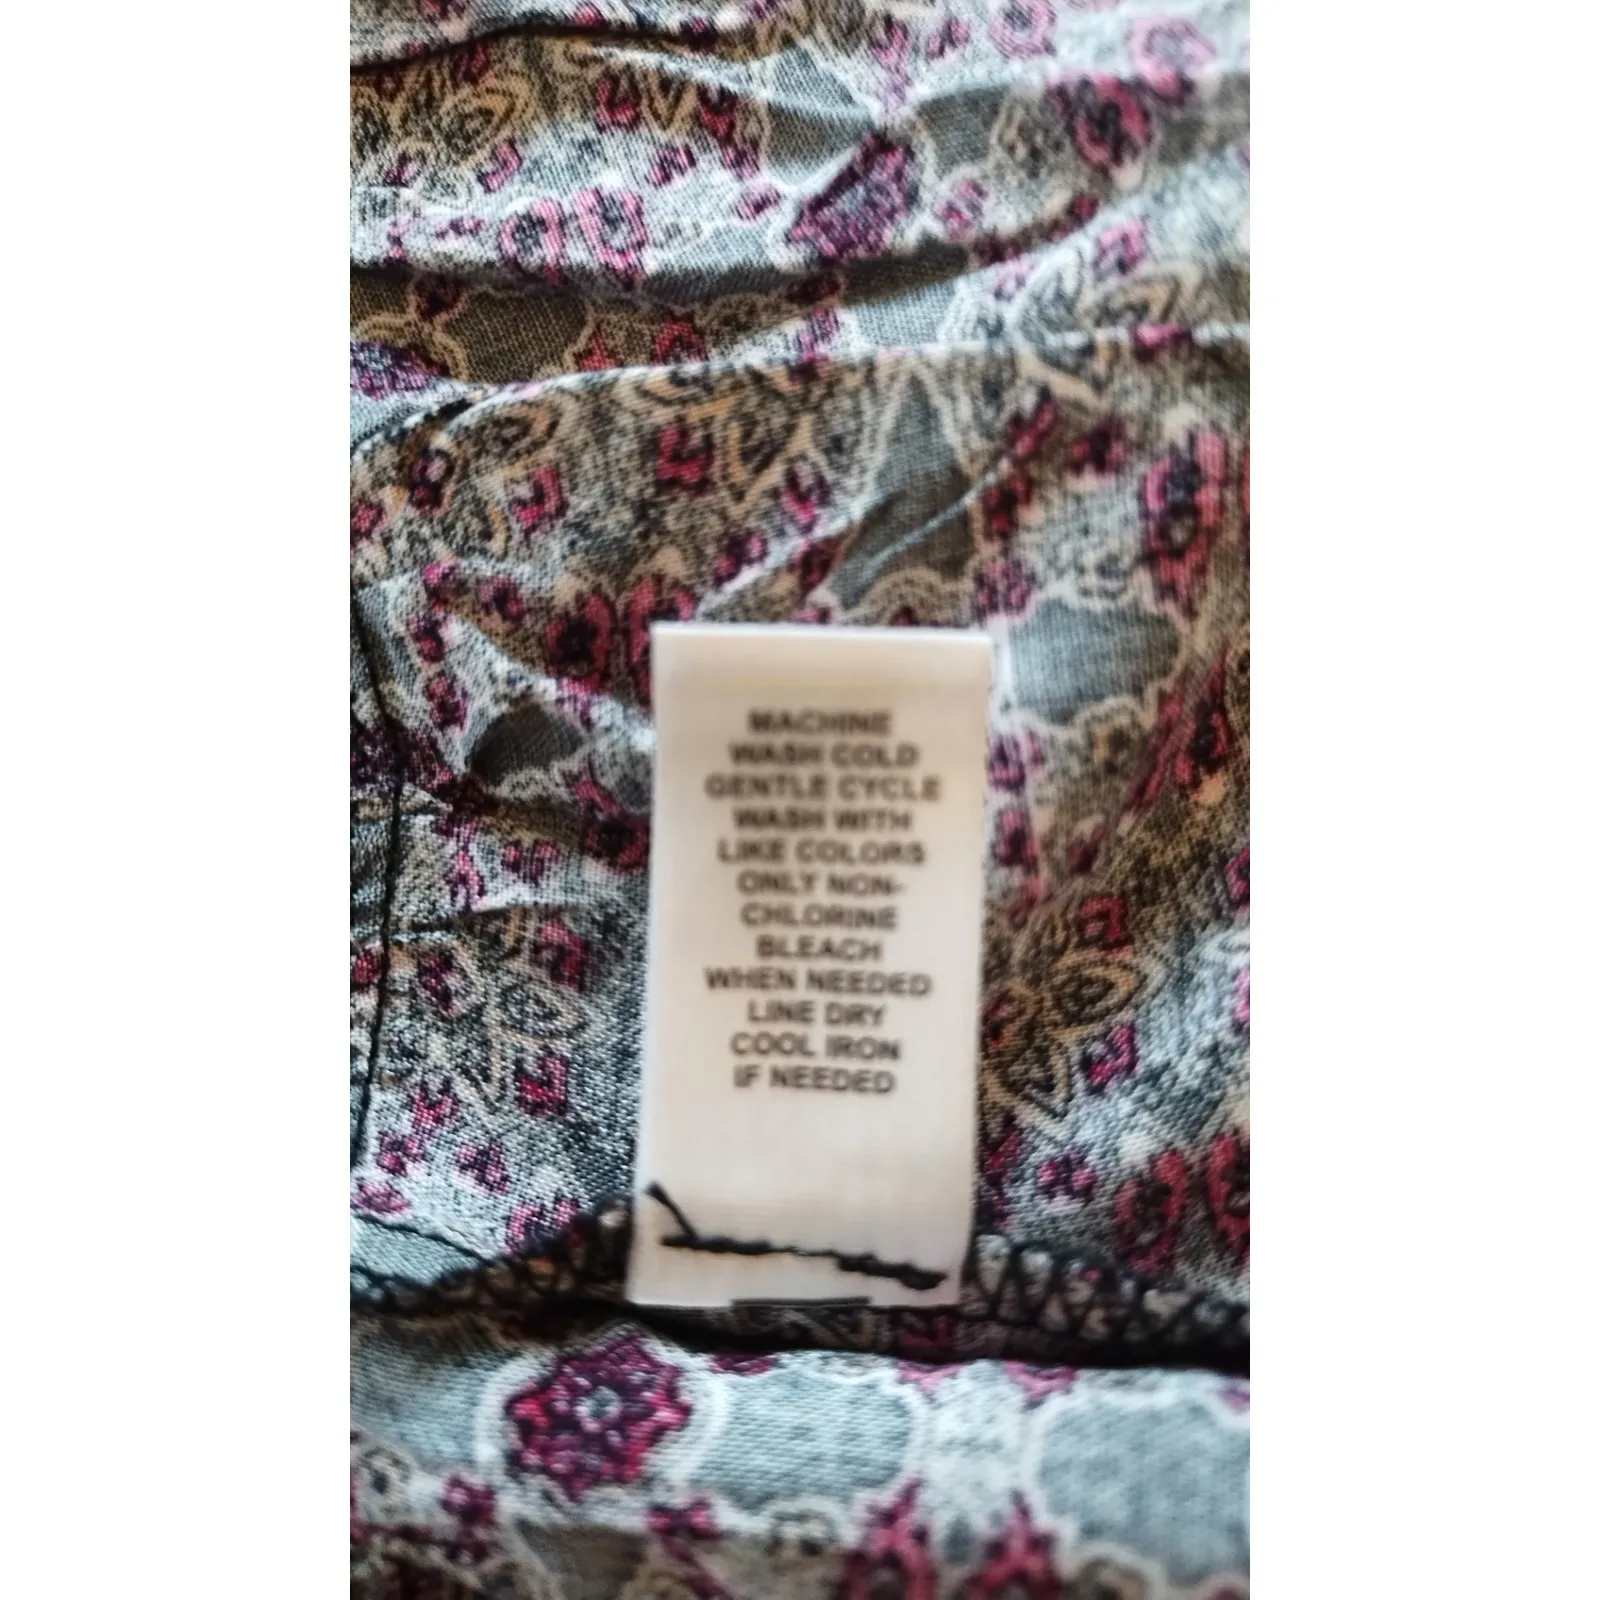 MACHINE
WASH COLD
GENTLE CYCLE
WASH WITH
LIKE COLORS
ONLY NON-
CHLORINE
BLEACH
WHEN NEEDED
LINE DRY
COOL IRON
IF NEEDED